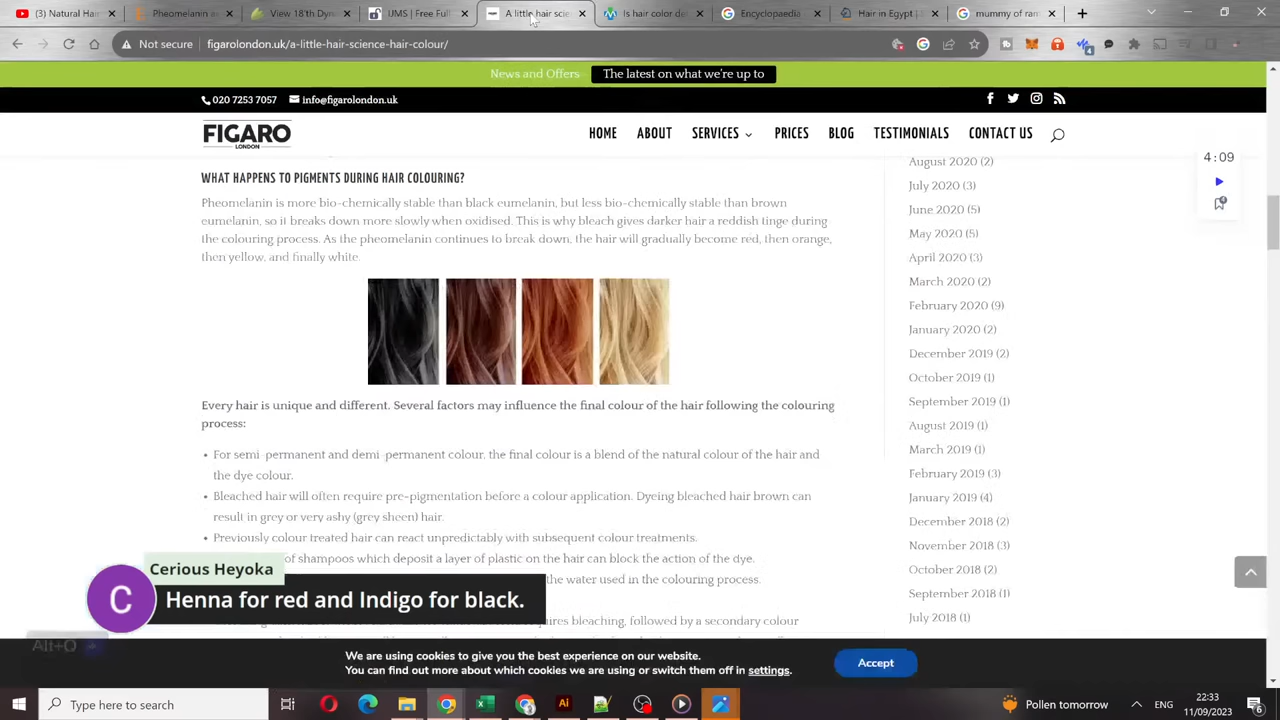 (3) Natural Hair
Pheomelanin
View 18th Dyn
UMS | Free Ful
A little hair scie
Is hair color de
Encyclopaedi
Hair in Egypt
mummy of ran
Not secure figarolondon.uk/a-little-hair-science-hair-colour/
News and Offers The latest on what we're up to
020 7253 7057 info@figarolondon.uk
FIGARO
LONDON
HOME ABOUT SERVICES PRICES BLOG TESTIMONIALS CONTACT US
4:09
WHAT HAPPENS TO PIGMENTS DURING HAIR COLOURING?
Pheomelanin is more bio-chemically stable than black eumelanin, but less bio-chemically stable than brown
eumelanin, so it breaks down more slowly when oxidised. This is why bleach gives darker hair a reddish tinge during
the colouring process. As the pheomelanin continues to break down, the hair will gradually become red, then orange,
then yellow, and finally white.
Every hair is unique and different. Several factors may influence the final colour of the hair following the colouring
process:
For semi-permanent and demi-permanent colour, the final colour is a blend of the natural colour of the hair and
the dye colour.
Bleached hair will often require pre-pigmentation before a colour application. Dyeing bleached hair brown can
result in grey or very ashy (grey sheen) hair.
Previously colour treated hair can react unpredictably with subsequent colour treatments.
of shampoos which deposit a layer of plastic on the hair can block the action of the dye.
the water used in the colouring process.
requires bleaching, followed by a secondary colour
August 2020 (2)
July 2020 (3)
June 2020 (5)
May 2020 (5)
April 2020 (3)
March 2020 (2)
February 2020 (9)
January 2020 (2)
December 2019 (2)
October 2019 (1)
September 2019 (1)
August 2019 (1)
March 2019 (1)
February 2019 (3)
January 2019 (4)
December 2018 (2)
November 2018 (3)
October 2018 (2)
September 2018 (1)
July 2018 (1)
Cerious Heyoka
C
Henna for red and Indigo for black.
Alt+Q
We are using cookies to give you the best experience on our website.
You can find out more about which cookies we are using or switch them off in settings.
Accept
Type here to search
Pollen tomorrow
ENG
22:33
11/09/2023
6